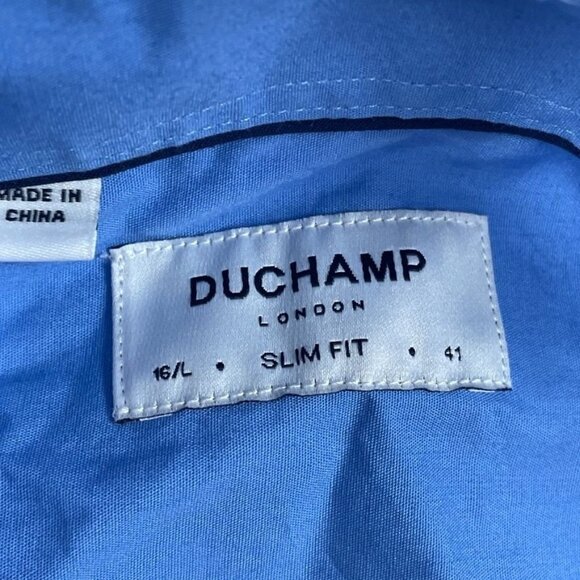 MADE IN
CHINA
DUCHAMP
LONDON
16/L • SLIM FIT • 41